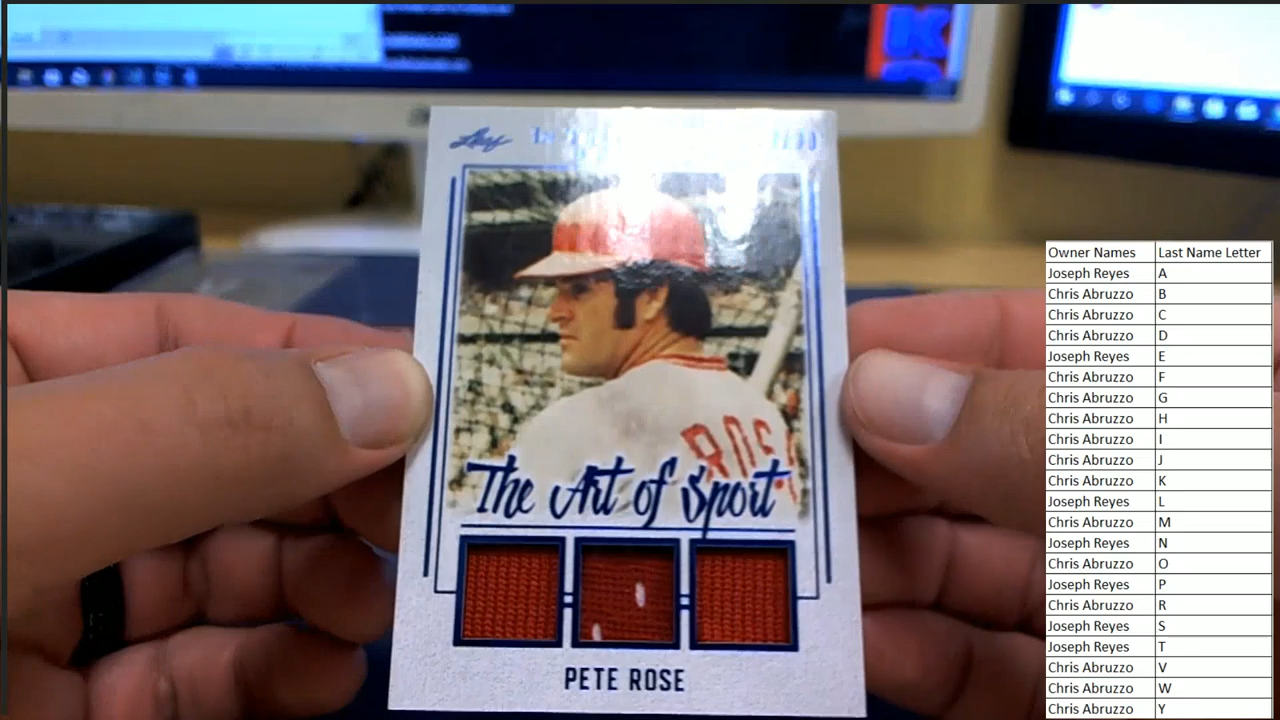 Leaf
ROSE
The Art of Sport
PETE ROSE
Owner Names Last Name Letter
Joseph Reyes A
Chris Abruzzo B
Chris Abruzzo C
Chris Abruzzo D
Joseph Reyes E
Chris Abruzzo F
Chris Abruzzo G
Chris Abruzzo H
Chris Abruzzo I
Chris Abruzzo J
Chris Abruzzo K
Joseph Reyes L
Chris Abruzzo M
Joseph Reyes N
Chris Abruzzo O
Joseph Reyes P
Chris Abruzzo R
Joseph Reyes S
Joseph Reyes T
Chris Abruzzo V
Chris Abruzzo W
Chris Abruzzo Y